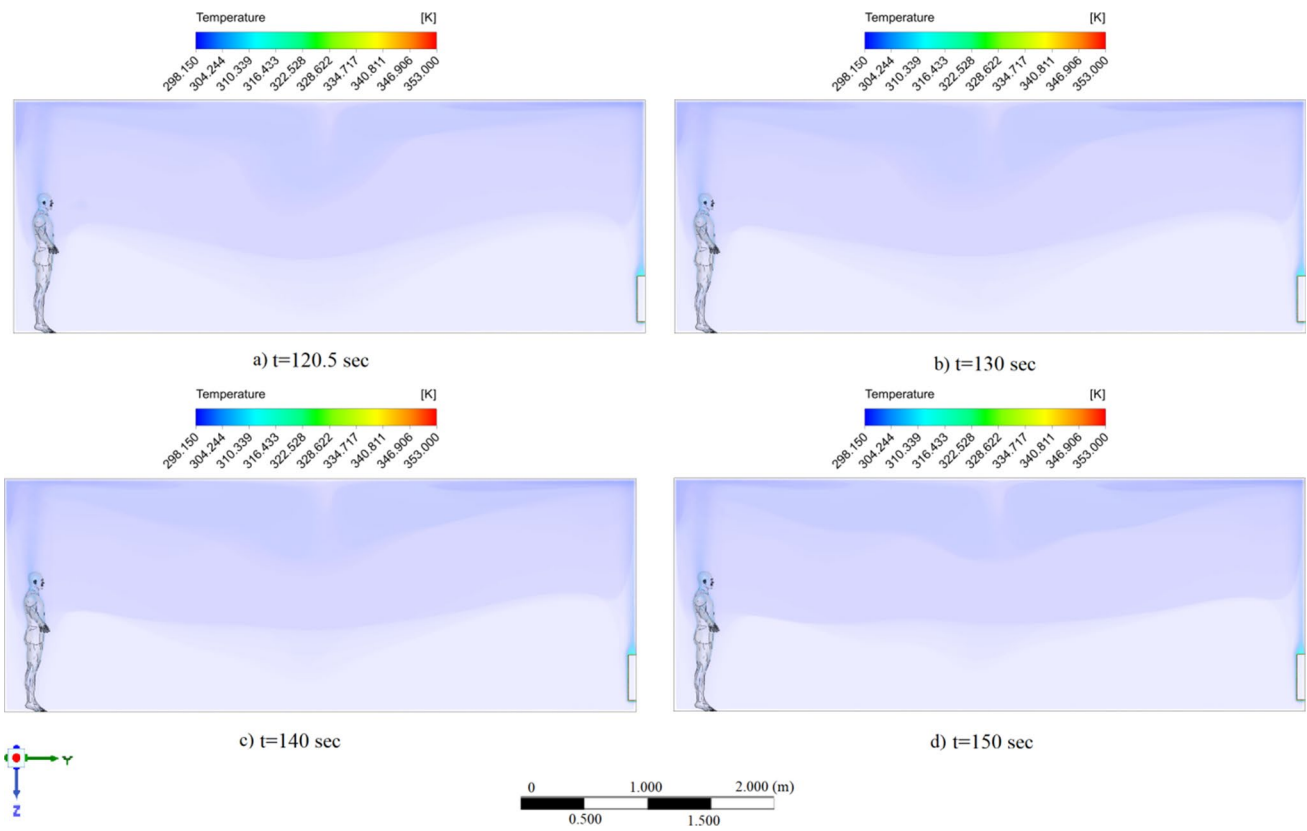 Temperature [K]
298.150 304.244 310.339 316.433 322.528 328.622 334.717 340.811 346.906 353.000
Temperature [K]
298.150 304.244 310.339 316.433 322.528 328.622 334.717 340.811 346.906 353.000
a) t=120.5 sec
b) t=130 sec
Temperature [K]
298.150 304.244 310.339 316.433 322.528 328.622 334.717 340.811 346.906 353.000
Temperature [K]
298.150 304.244 310.339 316.433 322.528 328.622 334.717 340.811 346.906 353.000
c) t=140 sec
d) t=150 sec
Y
Z
0 1.000 2.000 (m)
0.500 1.500